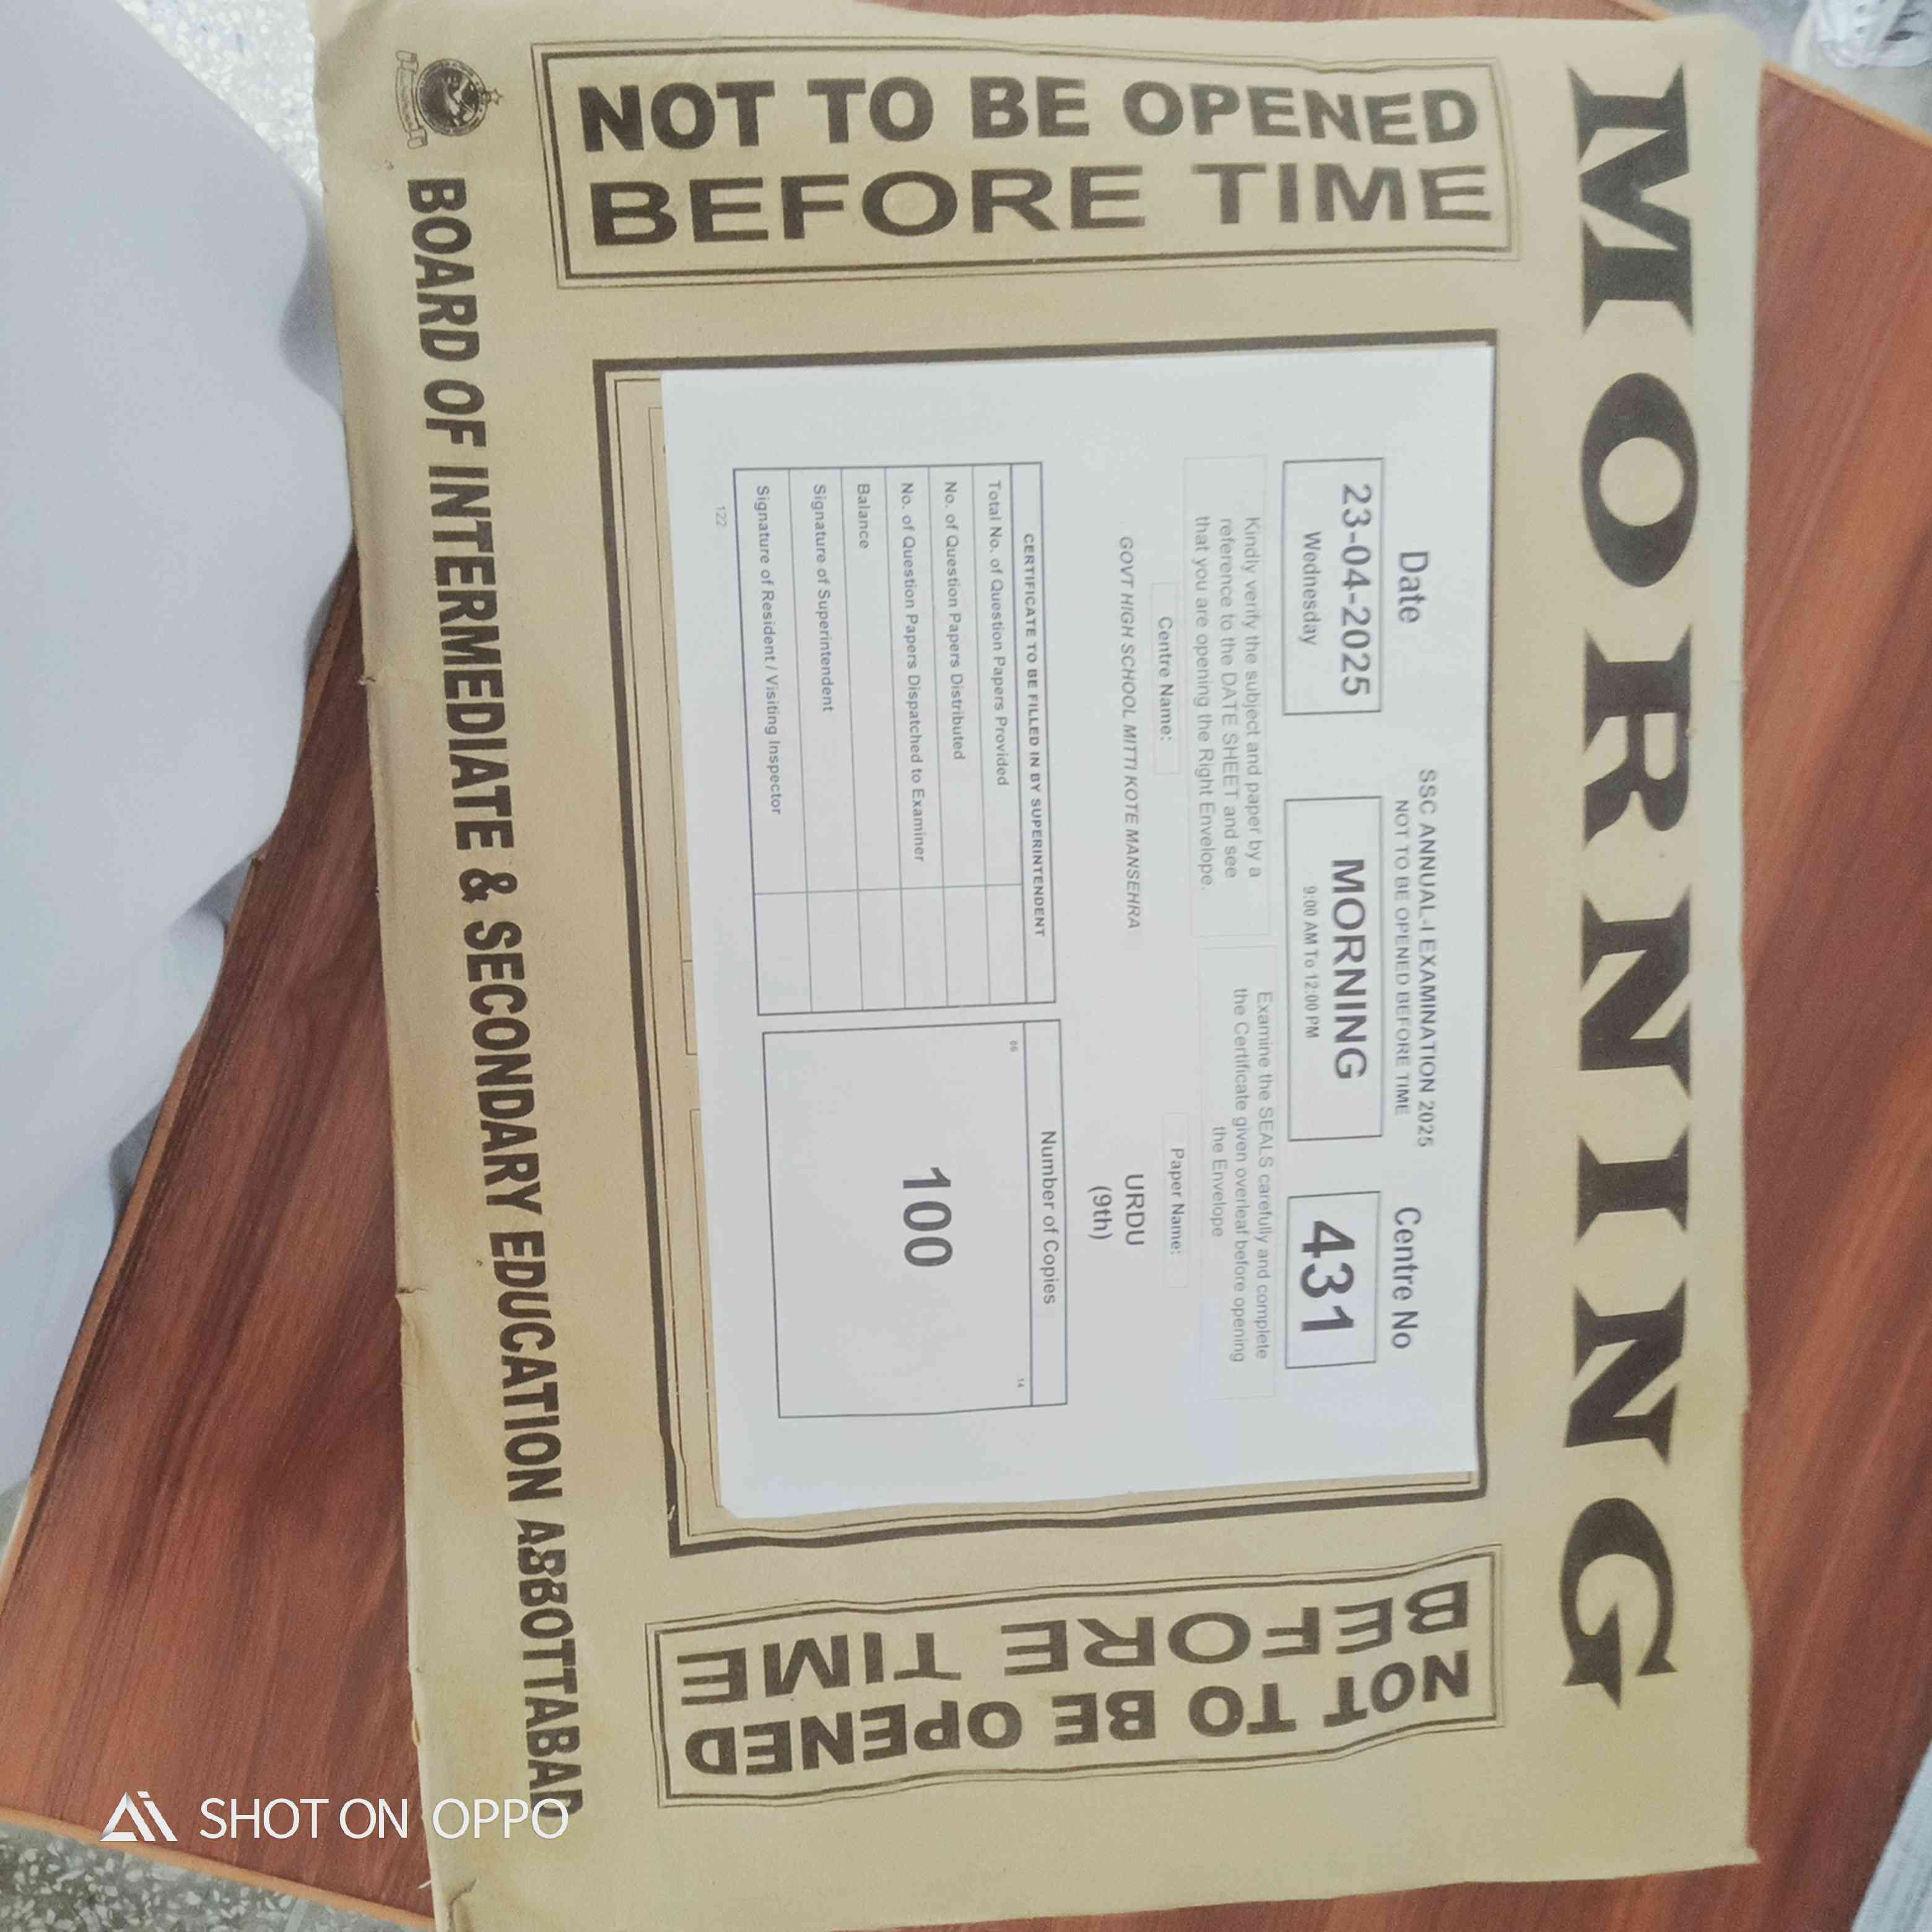 MORNING
NOT TO BE OPENED
BEFORE TIME
SSC ANNUAL-I EXAMINATION 2025
NOT TO BE OPENED BEFORE TIME
Date
23-04-2025
Wednesday
MORNING
9:00 AM To 12:00 PM
Centre No
431
Kindly verify the subject and paper by a
reference to the DATE SHEET and see
that you are opening the Right Envelope.
Examine the SEALS carefully and complete
the Certificate given overleaf before opening
the Envelope
Centre Name:
GOVT HIGH SCHOOL MITTI KOTE MANSEHRA
Paper Name:
URDU
(9th)
CERTIFICATE TO BE FILLED IN BY SUPERINTENDENT
Total No. of Question Papers Provided
No. of Question Papers Distributed
No. of Question Papers Dispatched to Examiner
Balance
Signature of Superintendent
Signature of Resident / Visiting Inspector
122
Number of Copies
86
14
100
NOT TO BE OPENED
BEFORE TIME
BOARD OF INTERMEDIATE & SECONDARY EDUCATION ABBOTTABAD
SHOT ON OPPO